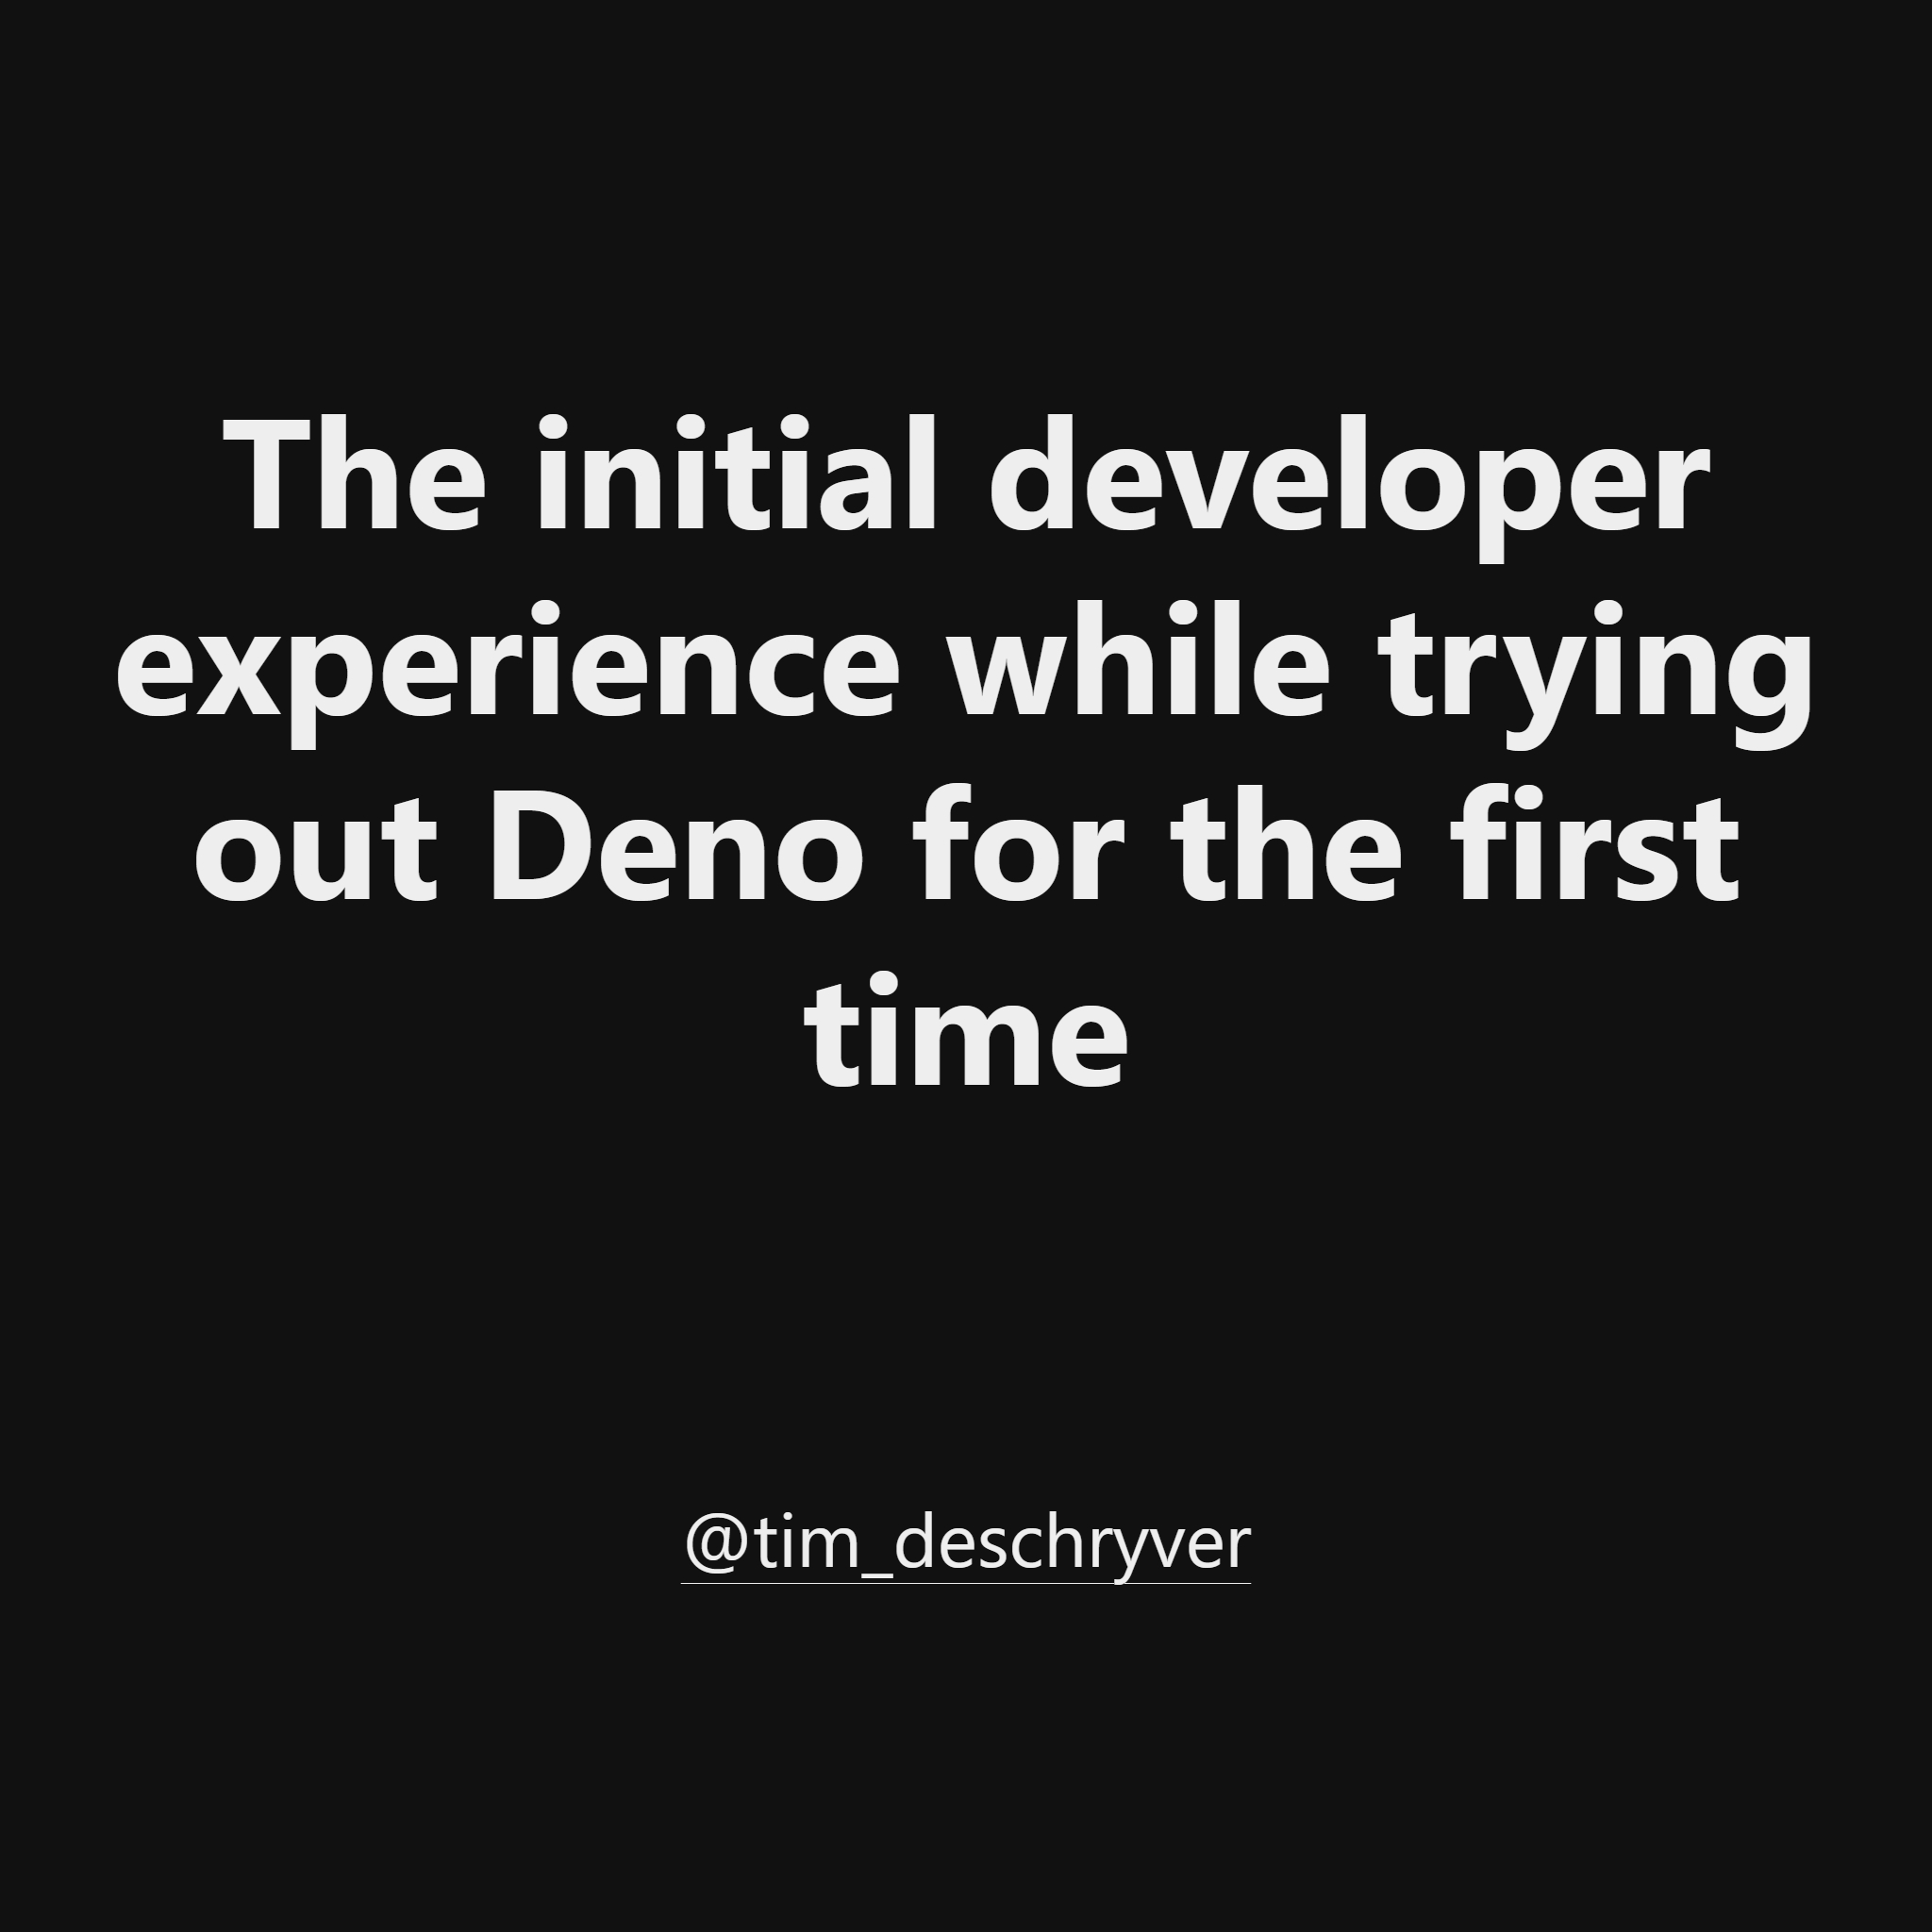 The initial developer
experience while trying
out Deno for the first
time
@tim_deschryver